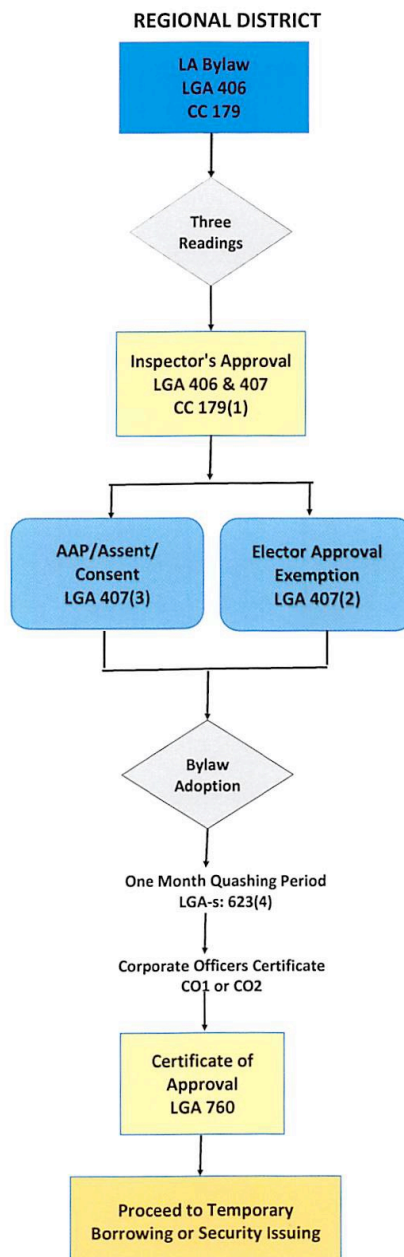 REGIONAL DISTRICT
LA Bylaw
LGA 406
CC 179
Three
Readings
Inspector's Approval
LGA 406 & 407
CC 179(1)
AAP/Assent/
Consent
LGA 407(3)
Elector Approval
Exemption
LGA 407(2)
Bylaw
Adoption
One Month Quashing Period
LGA-s: 623(4)
Corporate Officers Certificate
CO1 or CO2
Certificate of
Approval
LGA 760
Proceed to Temporary
Borrowing or Security Issuing